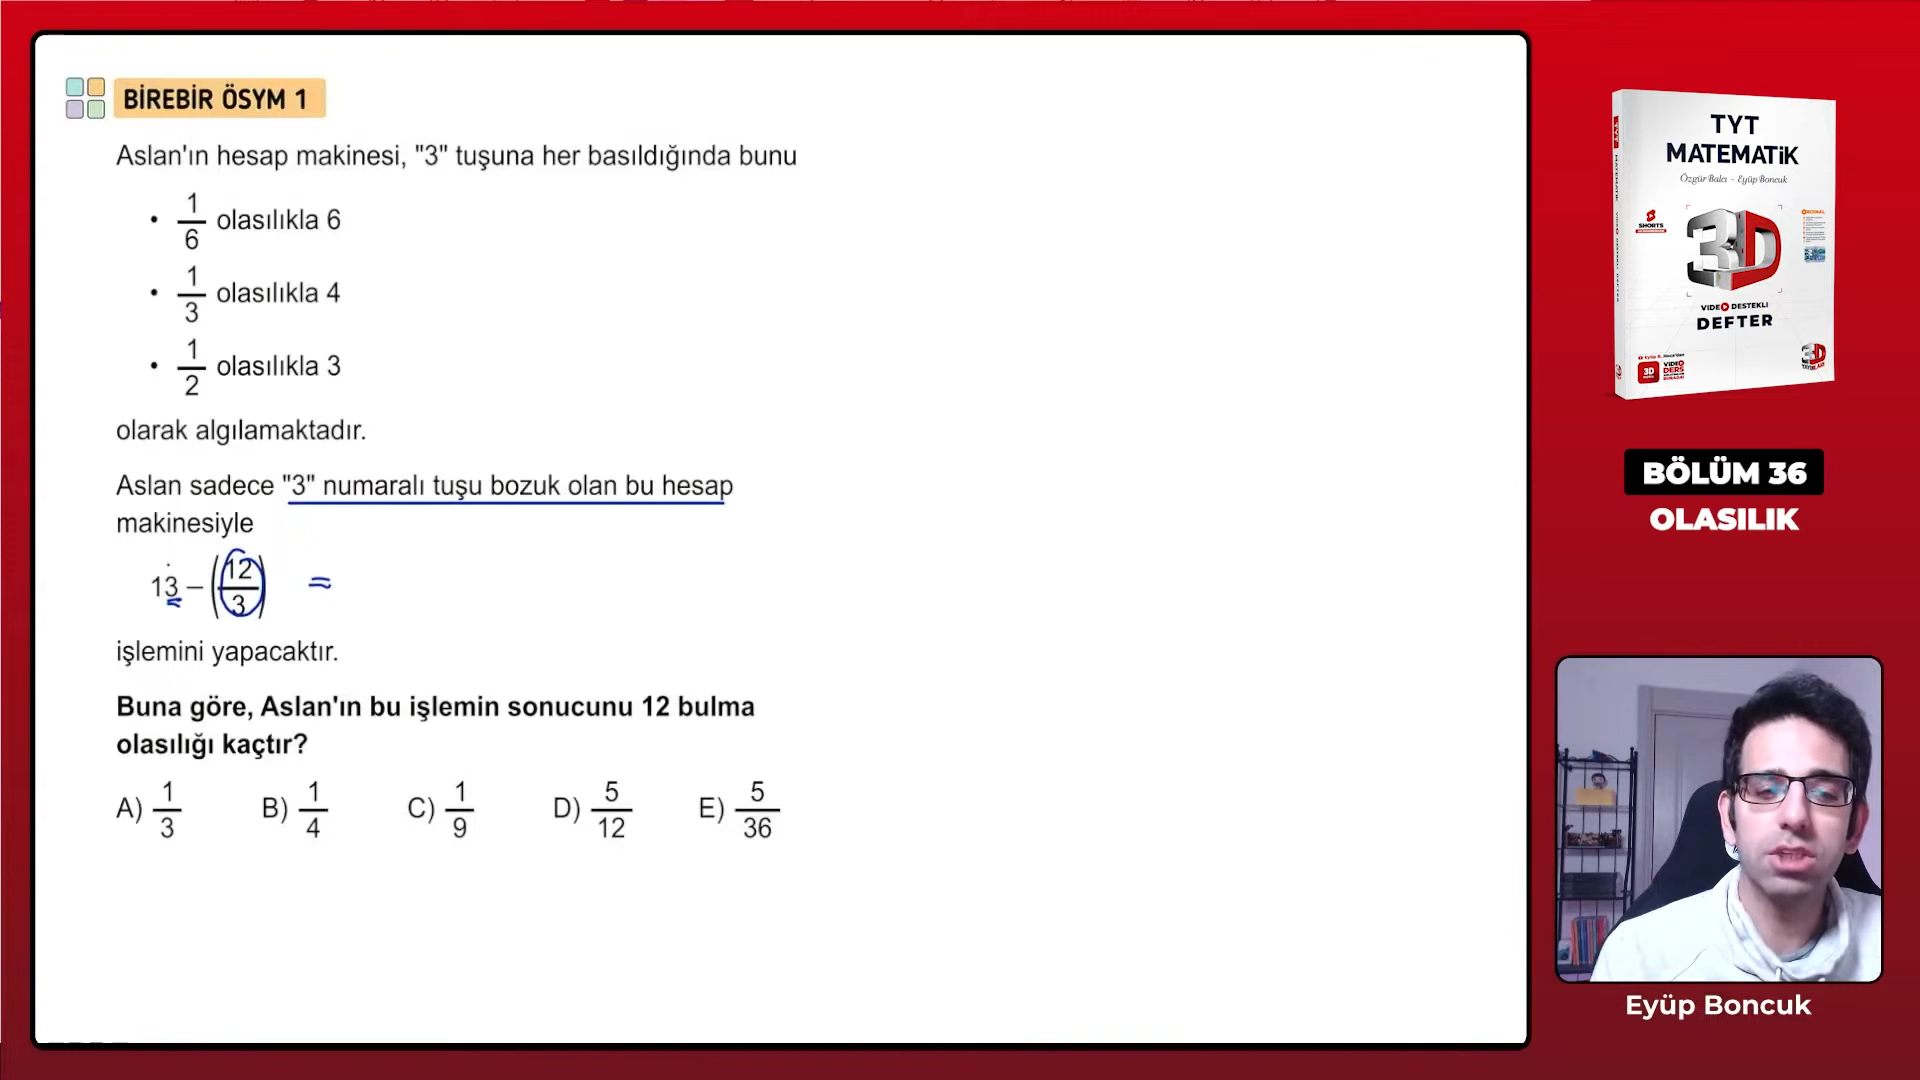 BİREBİR ÖSYM 1
Aslan'ın hesap makinesi, "3" tuşuna her basıldığında bunu
• 1/6 olasılıkla 6
• 1/3 olasılıkla 4
• 1/2 olasılıkla 3
olarak algılamaktadır.
Aslan sadece "3" numaralı tuşu bozuk olan bu hesap
makinesiyle
13 – (12/3) =
işlemini yapacaktır.
Buna göre, Aslan'ın bu işlemin sonucunu 12 bulma
olasılığı kaçtır?
A) 1/3 B) 1/4 C) 1/9 D) 5/12 E) 5/36
TYT
MATEMATİK
Özgür Balcı - Eyüp Boncuk
SHORTS
3D
VIDEO DESTEKLİ
DEFTER
BÖLÜM 36
OLASILIK
Eyüp Boncuk